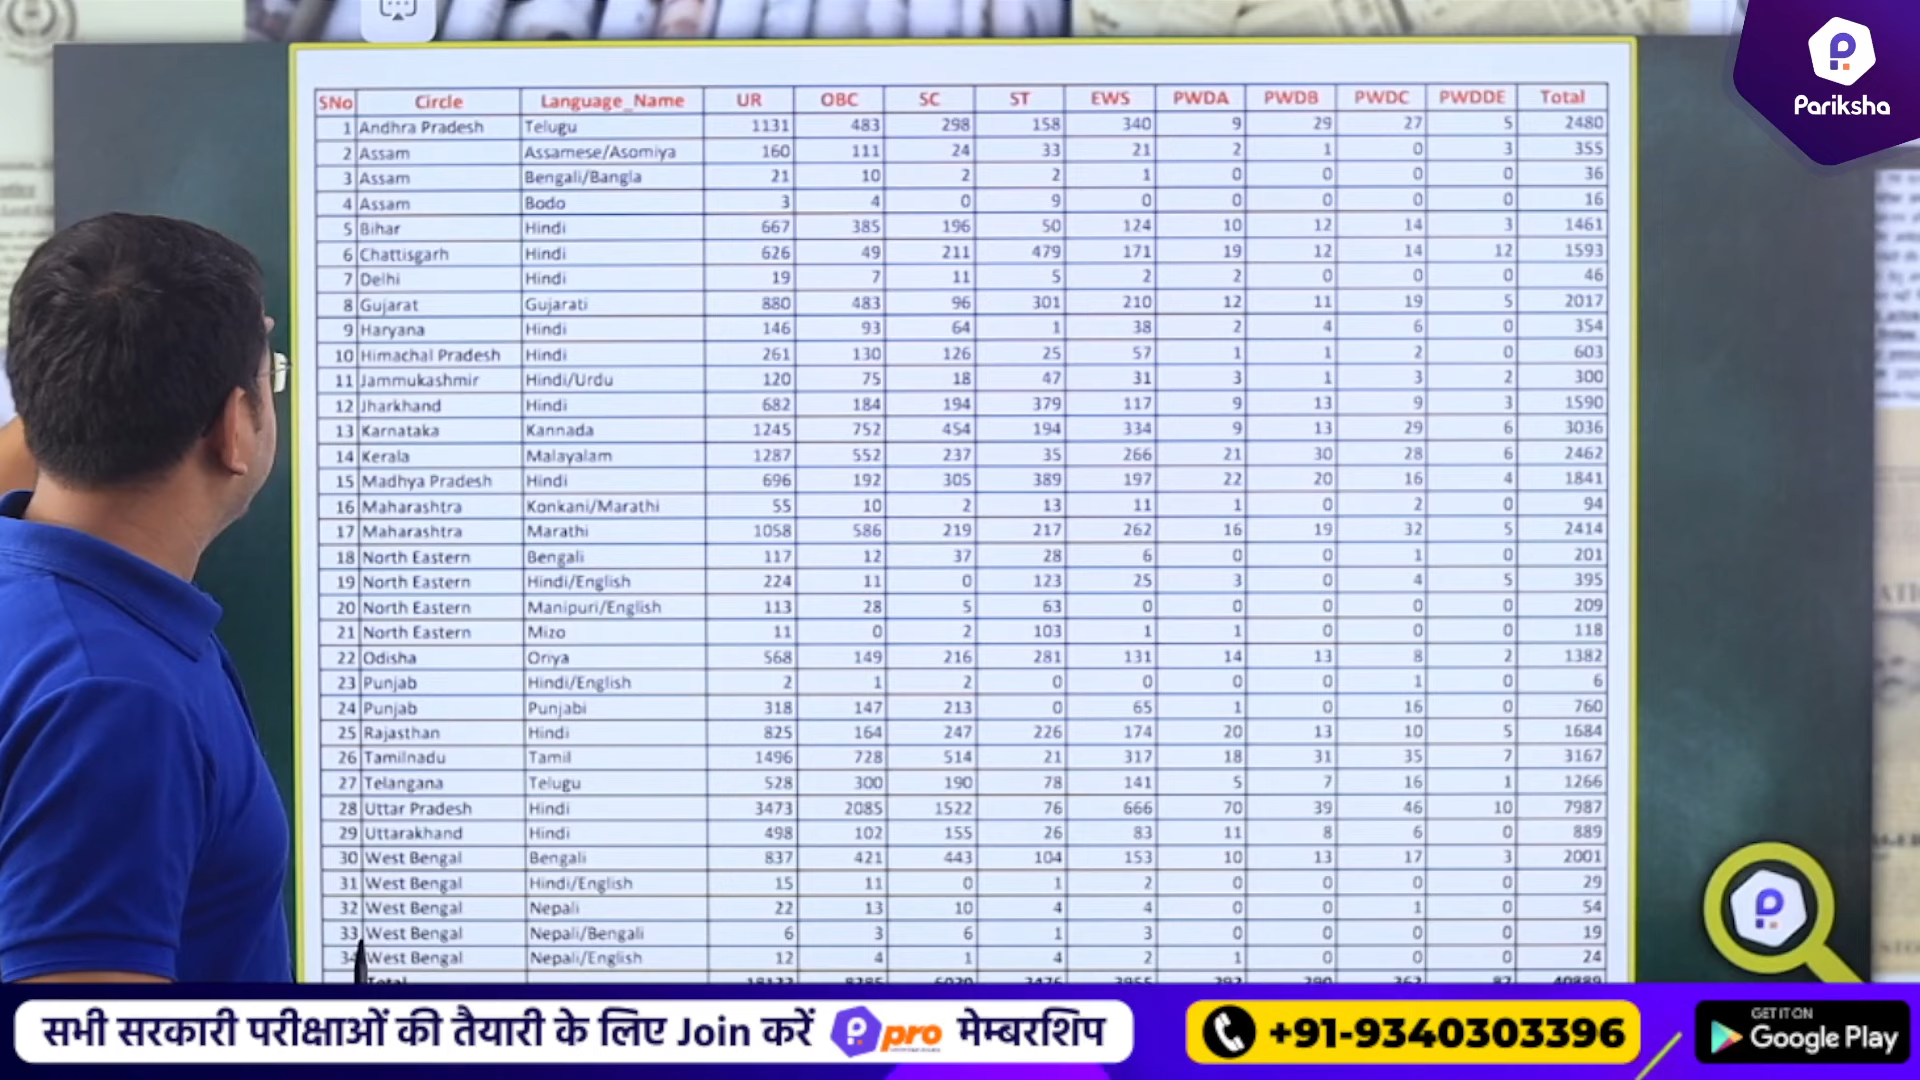 Pariksha
SNo Circle Language_Name UR OBC SC ST EWS PWDA PWDB PWDC PWDDE Total
1 Andhra Pradesh Telugu 1131 483 298 158 340 9 29 27 5 2480
2 Assam Assamese/Asomiya 160 111 24 33 21 2 1 0 3 355
3 Assam Bengali/Bangla 21 10 2 2 1 0 0 0 0 36
4 Assam Bodo 3 4 0 9 0 0 0 0 0 16
5 Bihar Hindi 667 385 196 50 124 10 12 14 3 1461
6 Chattisgarh Hindi 626 49 211 479 171 19 12 14 12 1593
7 Delhi Hindi 19 7 11 5 2 2 0 0 0 46
8 Gujarat Gujarati 880 483 96 301 210 12 11 19 5 2017
9 Haryana Hindi 146 93 64 1 38 2 4 6 0 354
10 Himachal Pradesh Hindi 261 130 126 25 57 1 1 2 0 603
11 Jammukashmir Hindi/Urdu 120 75 18 47 31 3 1 3 2 300
12 Jharkhand Hindi 682 184 194 379 117 9 13 9 3 1590
13 Karnataka Kannada 1245 752 454 194 334 9 13 29 6 3036
14 Kerala Malayalam 1287 552 237 35 266 21 30 28 6 2462
15 Madhya Pradesh Hindi 696 192 305 389 197 22 20 16 4 1841
16 Maharashtra Konkani/Marathi 55 10 2 13 11 1 0 2 0 94
17 Maharashtra Marathi 1058 586 219 217 262 16 19 32 5 2414
18 North Eastern Bengali 117 12 37 28 6 0 0 1 0 201
19 North Eastern Hindi/English 224 11 0 123 25 3 0 4 5 395
20 North Eastern Manipuri/English 113 28 5 63 0 0 0 0 0 209
21 North Eastern Mizo 11 0 2 103 1 1 0 0 0 118
22 Odisha Oriya 568 149 216 281 131 14 13 8 2 1382
23 Punjab Hindi/English 2 1 2 0 0 0 0 1 0 6
24 Punjab Punjabi 318 147 213 0 65 1 0 16 0 760
25 Rajasthan Hindi 825 164 247 226 174 20 13 10 5 1684
26 Tamilnadu Tamil 1496 728 514 21 317 18 31 35 7 3167
27 Telangana Telugu 528 300 190 78 141 5 7 16 1 1266
28 Uttar Pradesh Hindi 3473 2085 1522 76 666 70 39 46 10 7987
29 Uttarakhand Hindi 498 102 155 26 83 11 8 6 0 889
30 West Bengal Bengali 837 421 443 104 153 10 13 17 3 2001
31 West Bengal Hindi/English 15 11 0 1 2 0 0 0 0 29
32 West Bengal Nepali 22 13 10 4 4 0 0 1 0 54
33 West Bengal Nepali/Bengali 6 3 6 1 3 0 0 0 0 19
34 West Bengal Nepali/English 12 4 1 4 2 1 0 0 0 24
Total
सभी सरकारी परीक्षाओं की तैयारी के लिए Join करें pro मेम्बरशिप
+91-9340303396
GET IT ON
Google Play